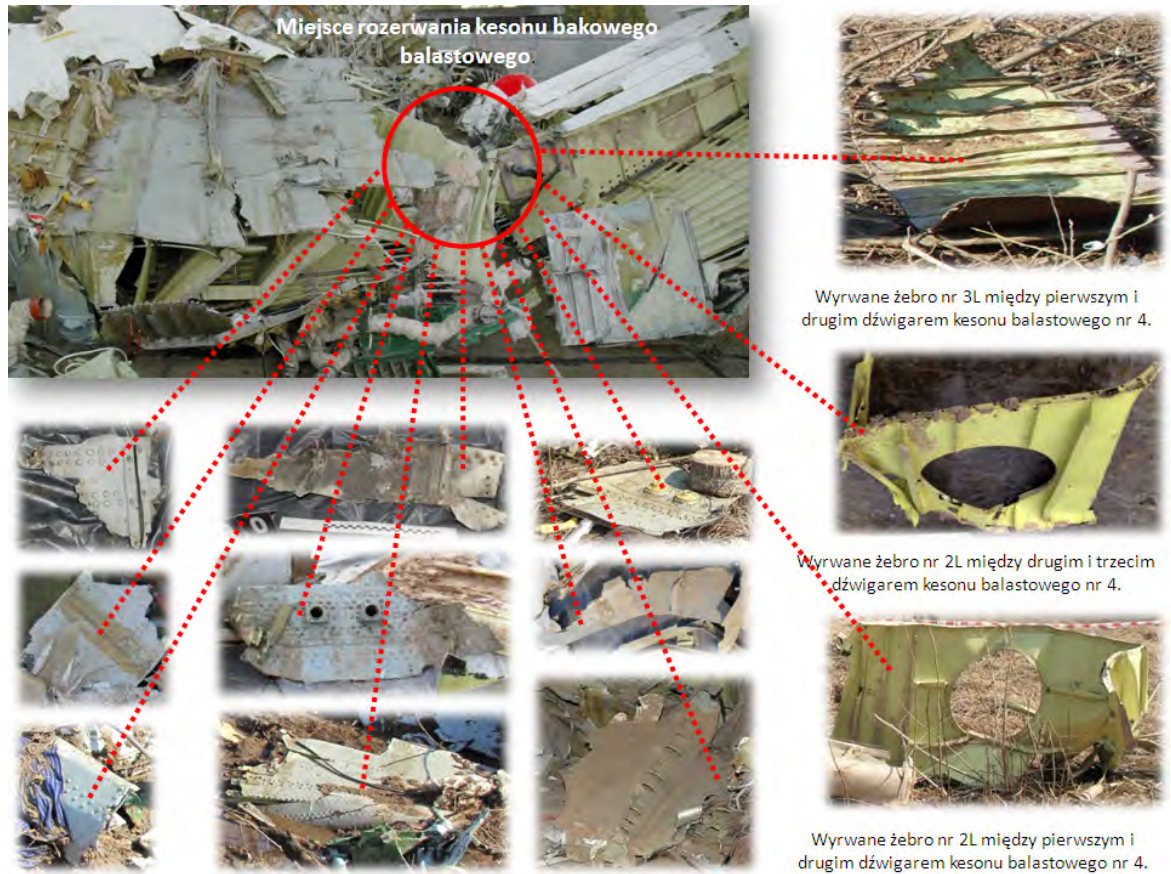 Miejsce rozerwania kesonu bakowego
balastowego
Wyrwane żebro nr 3L między pierwszym i
drugim dźwigarem kesonu balastowego nr 4.
Wyrwane żebro nr 2L między drugim i trzecim
dźwigarem kesonu balastowego nr 4.
Wyrwane żebro nr 2L między pierwszym i
drugim dźwigarem kesonu balastowego nr 4.